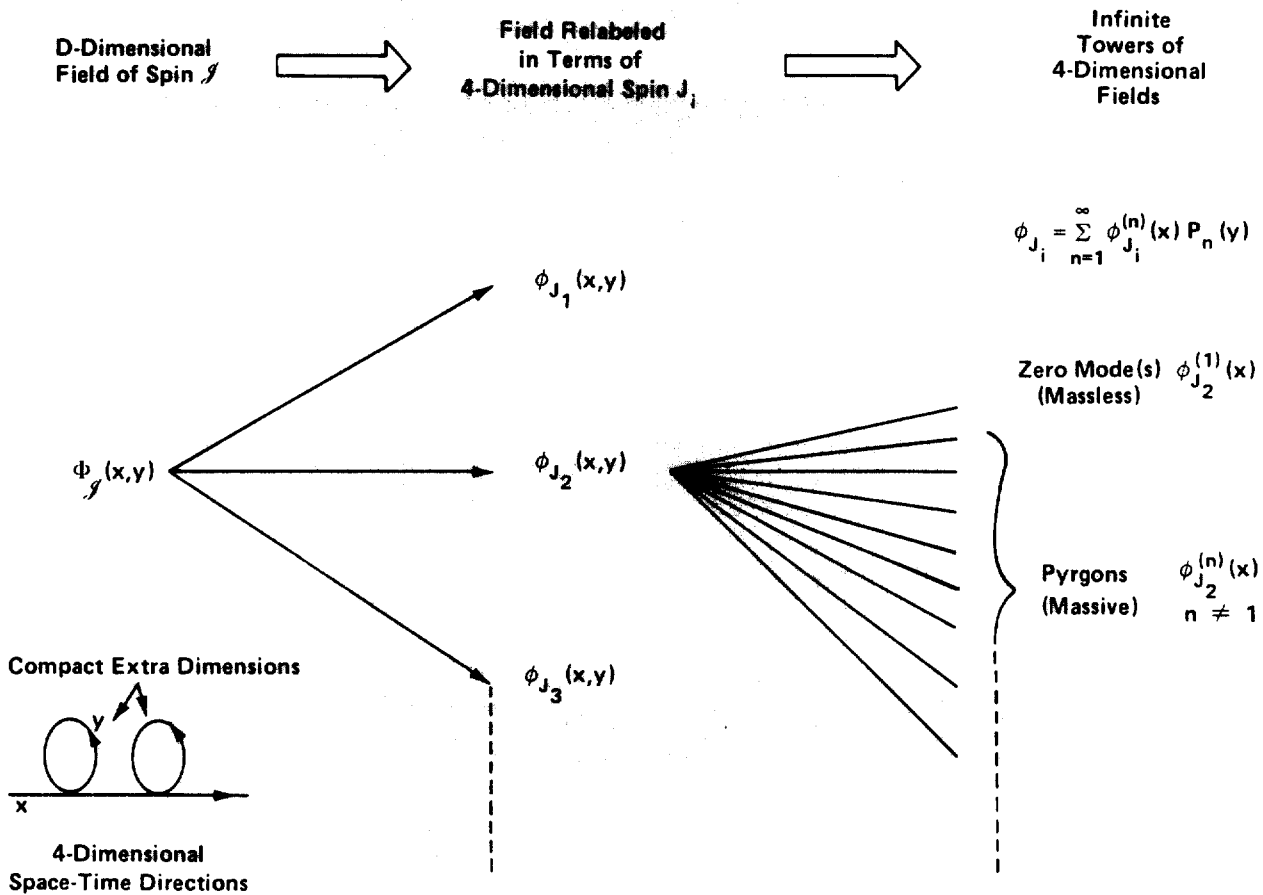 D-Dimensional
Field of Spin 𝒥
Field Relabeled
in Terms of
4-Dimensional Spin J_i
Infinite
Towers of
4-Dimensional
Fields
ϕ_{J_i} = Σ_{n=1}^{∞} ϕ_{J_i}^{(n)}(x) P_n(y)
ϕ_{J_1}(x,y)
Zero Mode(s) ϕ_{J_2}^{(1)}(x)
(Massless)
Φ_𝒥(x,y)
ϕ_{J_2}(x,y)
Pyrgons ϕ_{J_2}^{(n)}(x)
(Massive) n ≠ 1
ϕ_{J_3}(x,y)
Compact Extra Dimensions
y
x
4-Dimensional
Space-Time Directions